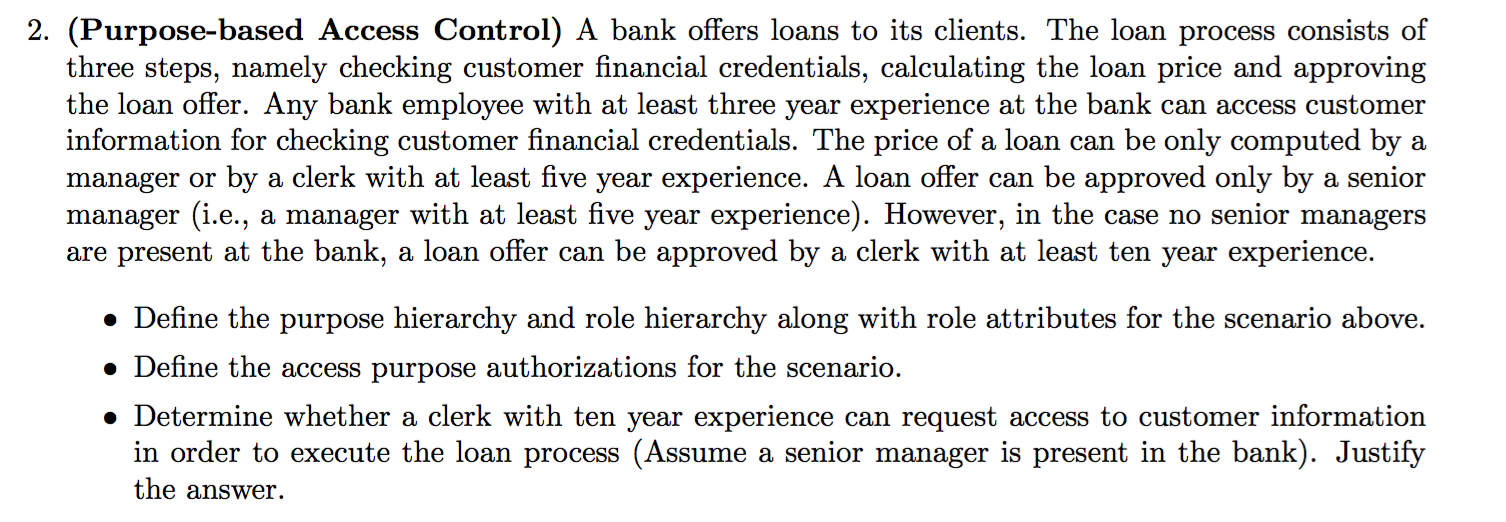 2. (Purpose-based Access Control) A bank offers loans to its clients. The loan process consists of
three steps, namely checking customer financial credentials, calculating the loan price and approving
the loan offer. Any bank employee with at least three year experience at the bank can access customer
information for checking customer financial credentials. The price of a loan can be only computed by a
manager or by a clerk with at least five year experience. A loan offer can be approved only by a senior
manager (i.e., a manager with at least five year experience). However, in the case no senior managers
are present at the bank, a loan offer can be approved by a clerk with at least ten year experience.
• Define the purpose hierarchy and role hierarchy along with role attributes for the scenario above.
• Define the access purpose authorizations for the scenario.
• Determine whether a clerk with ten year experience can request access to customer information
in order to execute the loan process (Assume a senior manager is present in the bank). Justify
the answer.